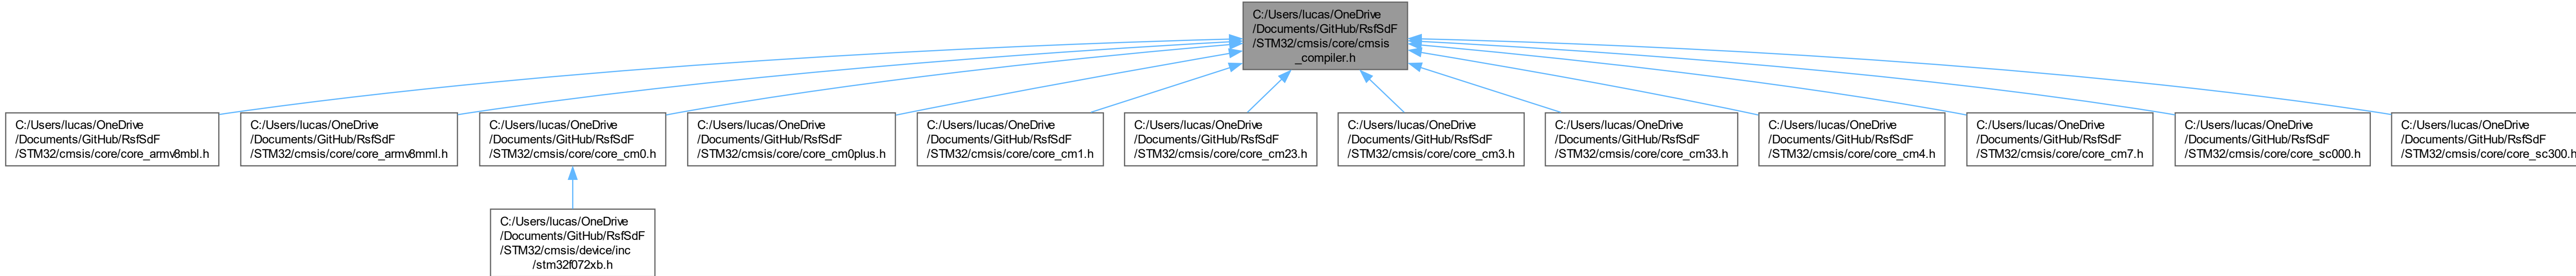 C:/Users/lucas/OneDrive
/Documents/GitHub/RsfSdF
/STM32/cmsis/core/cmsis
_compiler.h
C:/Users/lucas/OneDrive
/Documents/GitHub/RsfSdF
/STM32/cmsis/core/core_armv8mbl.h
C:/Users/lucas/OneDrive
/Documents/GitHub/RsfSdF
/STM32/cmsis/core/core_armv8mml.h
C:/Users/lucas/OneDrive
/Documents/GitHub/RsfSdF
/STM32/cmsis/core/core_cm0.h
C:/Users/lucas/OneDrive
/Documents/GitHub/RsfSdF
/STM32/cmsis/core/core_cm0plus.h
C:/Users/lucas/OneDrive
/Documents/GitHub/RsfSdF
/STM32/cmsis/core/core_cm1.h
C:/Users/lucas/OneDrive
/Documents/GitHub/RsfSdF
/STM32/cmsis/core/core_cm23.h
C:/Users/lucas/OneDrive
/Documents/GitHub/RsfSdF
/STM32/cmsis/core/core_cm3.h
C:/Users/lucas/OneDrive
/Documents/GitHub/RsfSdF
/STM32/cmsis/core/core_cm33.h
C:/Users/lucas/OneDrive
/Documents/GitHub/RsfSdF
/STM32/cmsis/core/core_cm4.h
C:/Users/lucas/OneDrive
/Documents/GitHub/RsfSdF
/STM32/cmsis/core/core_cm7.h
C:/Users/lucas/OneDrive
/Documents/GitHub/RsfSdF
/STM32/cmsis/core/core_sc000.h
C:/Users/lucas/OneDrive
/Documents/GitHub/RsfSdF
/STM32/cmsis/core/core_sc300.h
C:/Users/lucas/OneDrive
/Documents/GitHub/RsfSdF
/STM32/cmsis/device/inc
/stm32f072xb.h